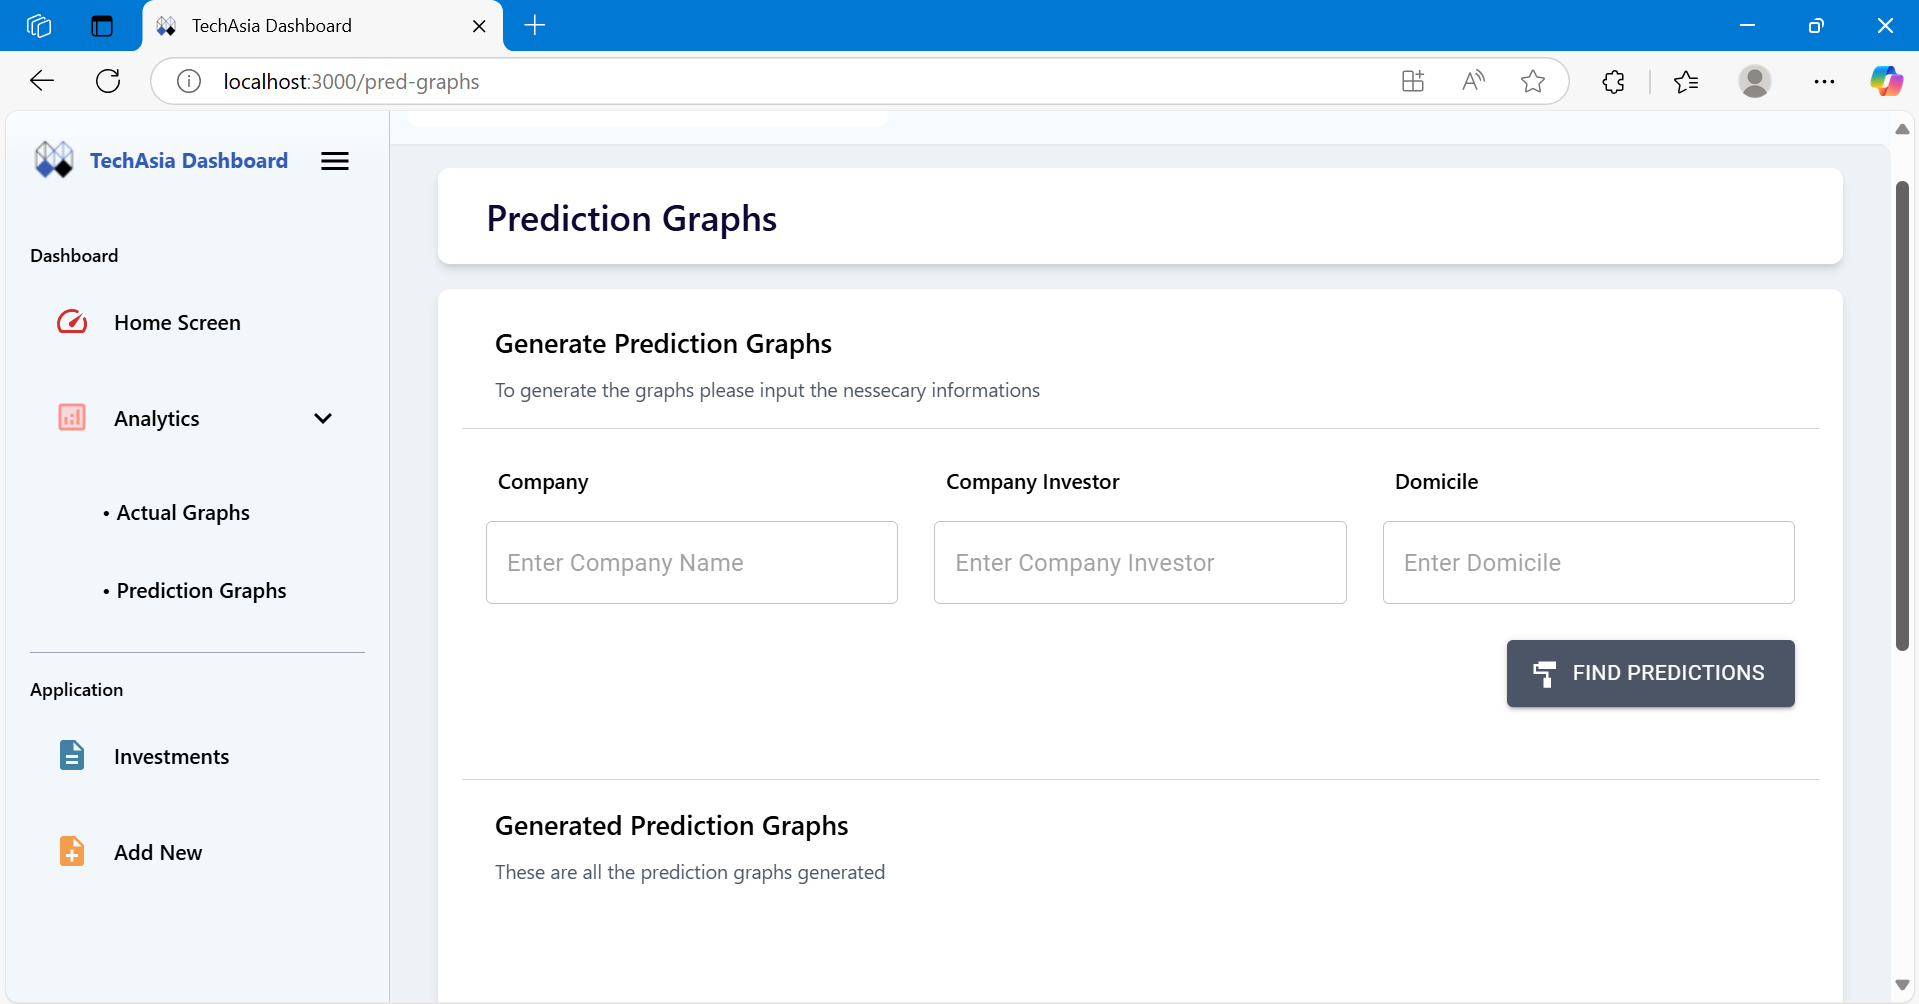 TechAsia Dashboard
localhost:3000/pred-graphs
TechAsia Dashboard
Dashboard
Home Screen
Analytics
• Actual Graphs
• Prediction Graphs
Application
Investments
Add New
Prediction Graphs
Generate Prediction Graphs
To generate the graphs please input the nessecary informations
Company
Company Investor
Domicile
Enter Company Name
Enter Company Investor
Enter Domicile
FIND PREDICTIONS
Generated Prediction Graphs
These are all the prediction graphs generated